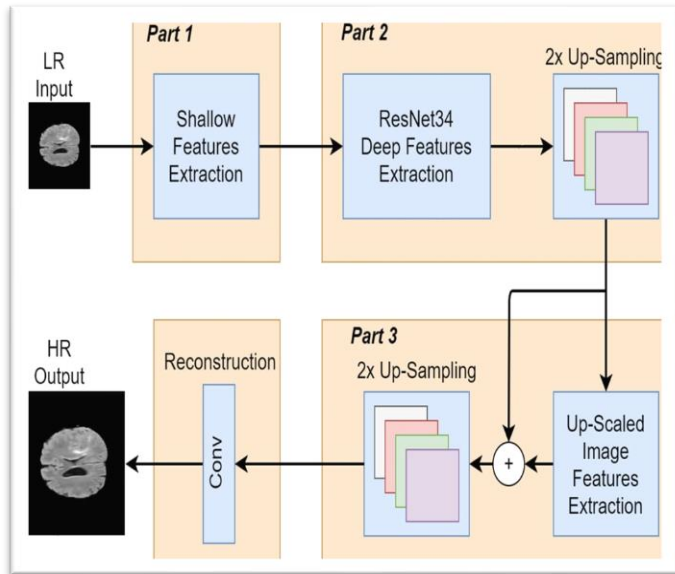 Part 1
Part 2
LR
Input
2x Up-Sampling
Shallow
Features
Extraction
ResNet34
Deep Features
Extraction
HR
Output
Reconstruction
Conv
Part 3
2x Up-Sampling
+
Up-Scaled
Image
Features
Extraction